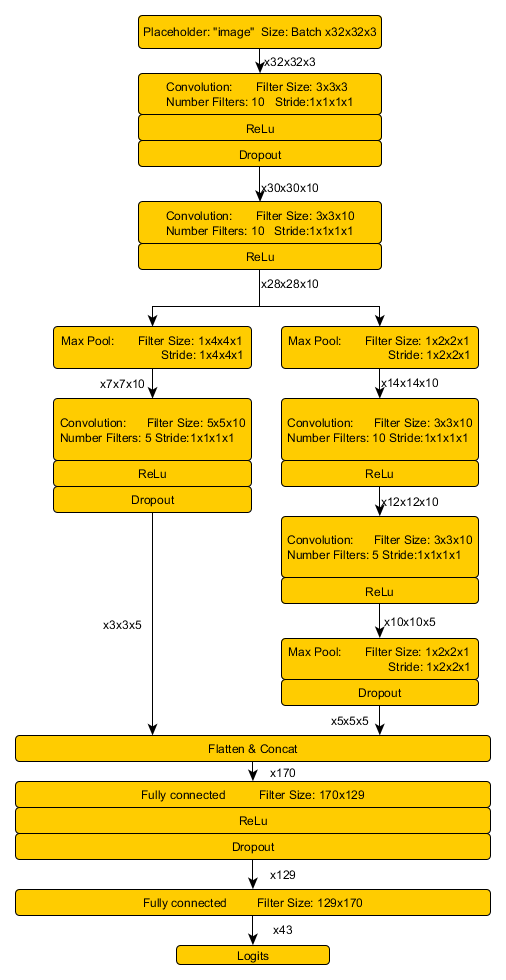 Placeholder: "image" Size: Batch x32x32x3
x32x32x3
Convolution: Filter Size: 3x3x3
Number Filters: 10 Stride:1x1x1x1
ReLu
Dropout
x30x30x10
Convolution: Filter Size: 3x3x10
Number Filters: 10 Stride:1x1x1x1
ReLu
x28x28x10
Max Pool: Filter Size: 1x4x4x1
Stride: 1x4x4x1
x7x7x10
Convolution: Filter Size: 5x5x10
Number Filters: 5 Stride:1x1x1x1
ReLu
Dropout
x3x3x5
Max Pool: Filter Size: 1x2x2x1
Stride: 1x2x2x1
x14x14x10
Convolution: Filter Size: 3x3x10
Number Filters: 10 Stride:1x1x1x1
ReLu
x12x12x10
Convolution: Filter Size: 3x3x10
Number Filters: 5 Stride:1x1x1x1
ReLu
x10x10x5
Max Pool: Filter Size: 1x2x2x1
Stride: 1x2x2x1
Dropout
x5x5x5
Flatten & Concat
x170
Fully connected Filter Size: 170x129
ReLu
Dropout
x129
Fully connected Filter Size: 129x170
x43
Logits